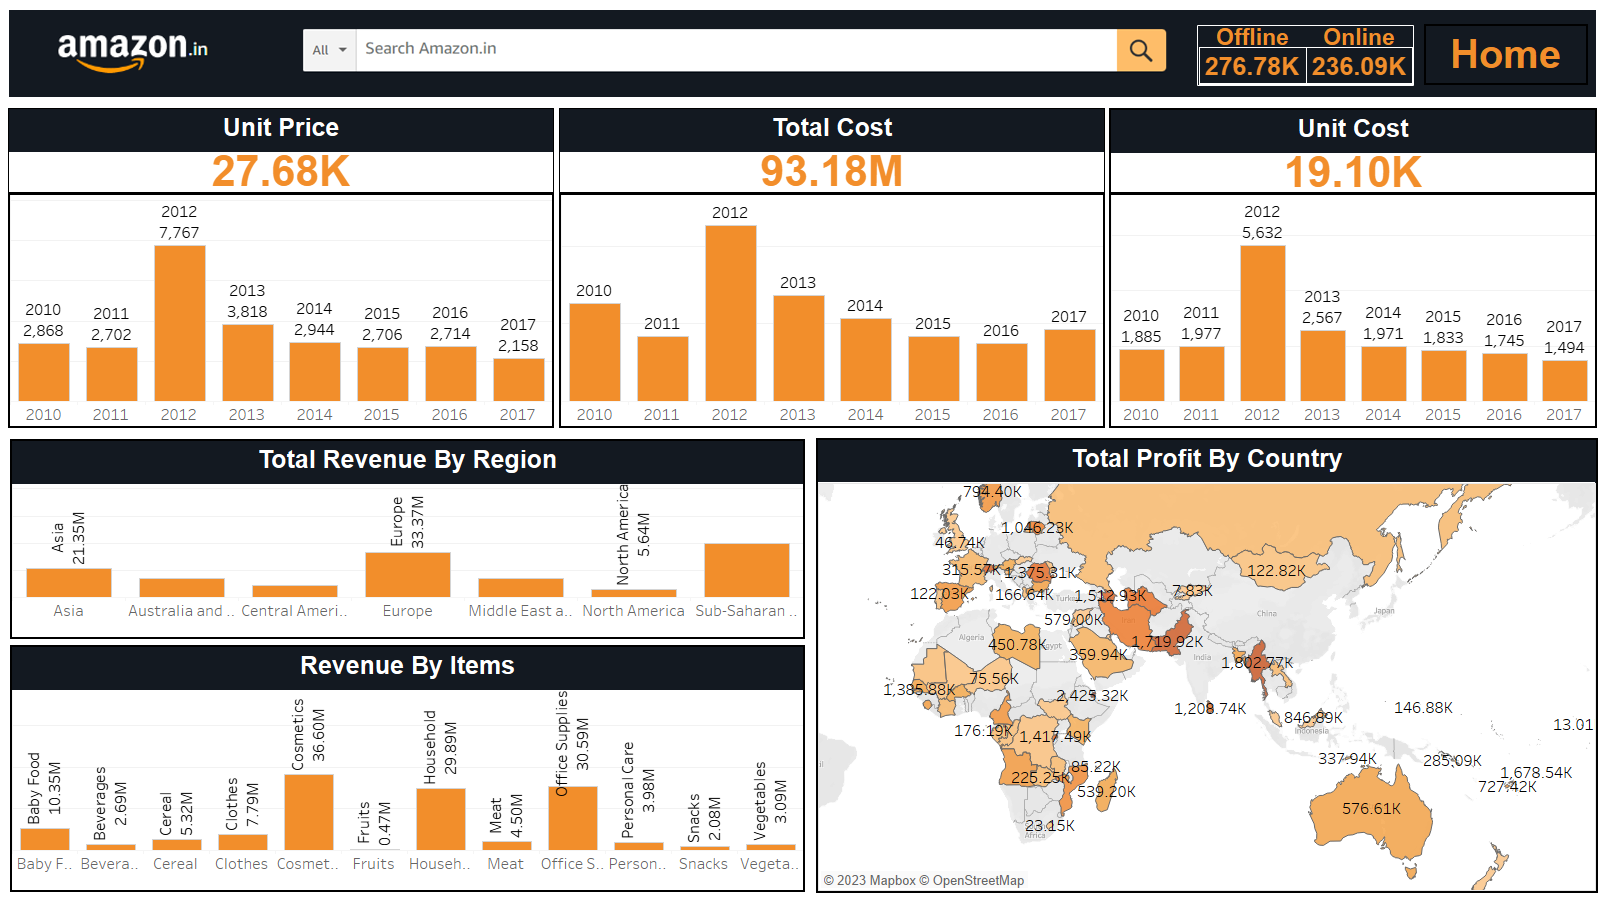 amazon.in
All
Search Amazon.in
Offline Online
276.78K 236.09K
Home
Unit Price
27.68K
2010
2,868
2011
2,702
2012
7,767
2013
3,818
2014
2,944
2015
2,706
2016
2,714
2017
2,158
2010 2011 2012 2013 2014 2015 2016 2017
Total Cost
93.18M
2010
2011
2012
2013
2014
2015
2016
2017
2010 2011 2012 2013 2014 2015 2016 2017
Unit Cost
19.10K
2010
1,885
2011
1,977
2012
5,632
2013
2,567
2014
1,971
2015
1,833
2016
1,745
2017
1,494
2010 2011 2012 2013 2014 2015 2016 2017
Total Revenue By Region
Asia
21.35M
Europe
33.37M
North America
5.64M
Asia Australia and .. Central Ameri.. Europe Middle East a.. North America Sub-Saharan ..
Revenue By Items
Baby Food
10.35M
Beverages
2.69M
Cereal
5.32M
Clothes
7.79M
Cosmetics
36.60M
Fruits
0.47M
Household
29.89M
Meat
4.50M
Office Supplies
30.59M
Personal Care
3.98M
Snacks
2.08M
Vegetables
3.09M
Baby F.. Bevera.. Cereal Clothes Cosmet.. Fruits Househ.. Meat Office S.. Person.. Snacks Vegeta..
Total Profit By Country
794.40K
1,046.23K
46.74K
315.57K
1,375.31K
122.82K
122.03K
166.64K
1,512.93K
7.83K
China
Japan
579.00K
Algeria
450.78K
359.94K
1,719.92K
India
1,802.77K
75.56K
1,385.88K
2,425.32K
1,208.74K
146.88K
846.89K
13.01
176.19K
1,417.49K
Indonesia
337.94K
285.09K
85.22K
225.25K
1,678.54K
727.42K
539.20K
576.61K
23.15K
Africa
© 2023 Mapbox © OpenStreetMap